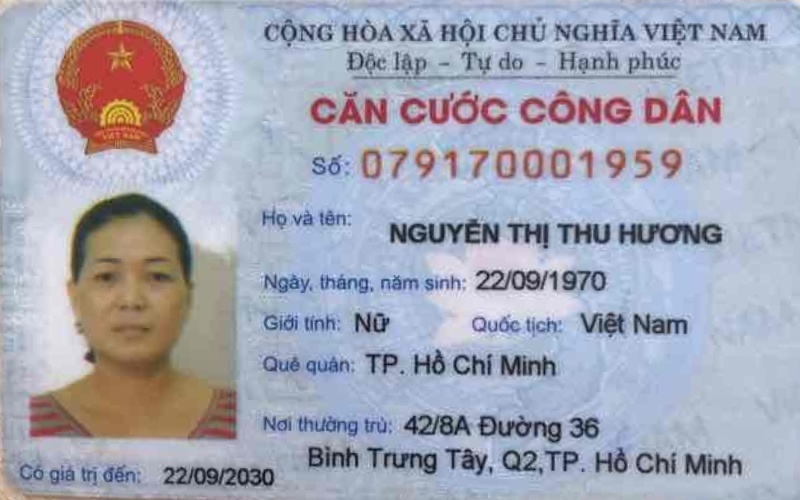 CỘNG HÒA XÃ HỘI CHỦ NGHĨA VIỆT NAM
Độc lập - Tự do - Hạnh phúc
CĂN CƯỚC CÔNG DÂN
Số: 079170001959
Họ và tên: NGUYỄN THỊ THU HƯƠNG
Ngày, tháng, năm sinh: 22/09/1970
Giới tính: Nữ Quốc tịch: Việt Nam
Quê quán: TP. Hồ Chí Minh
Nơi thường trú: 42/8A Đường 36
Bình Trưng Tây, Q2,TP. Hồ Chí Minh
Có giá trị đến: 22/09/2030